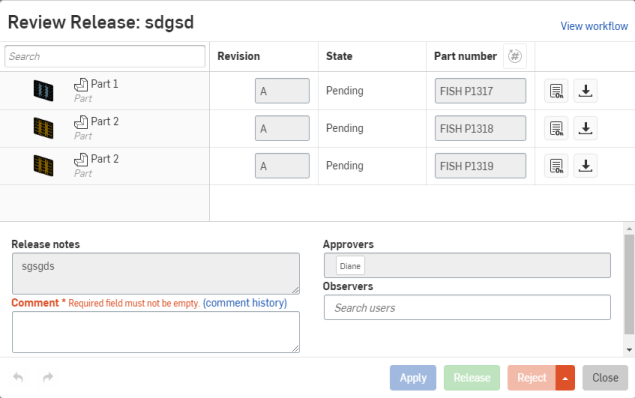 Review Release: sdgsd
View workflow
Search
Revision
State
Part number
Part 1
Part
A
Pending
FISH P1317
Part 2
Part
A
Pending
FISH P1318
Part 2
Part
A
Pending
FISH P1319
Release notes
sgsgds
Approvers
Diane
Observers
Search users
Comment * Required field must not be empty. (comment history)
Apply
Release
Reject
Close